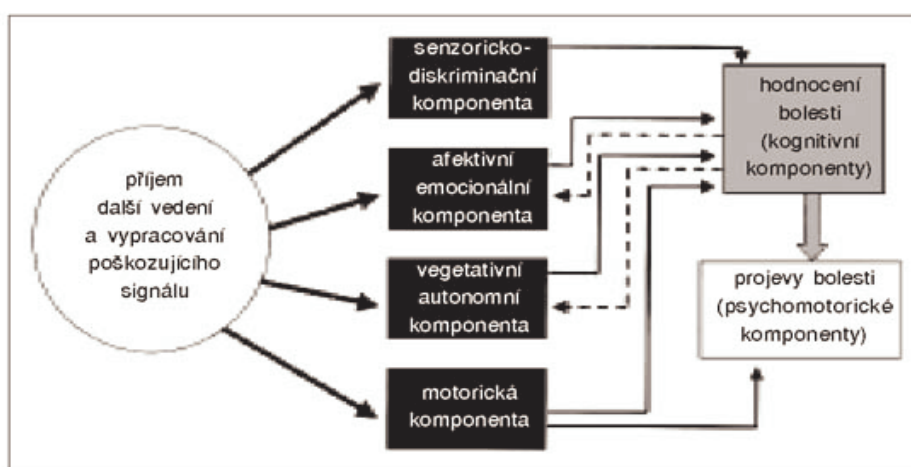 příjem
další vedení
a vypracování
poškozujícího
signálu
senzoricko-
diskriminační
komponenta
afektivní
emocionální
komponenta
vegetativní
autonomní
komponenta
motorická
komponenta
hodnocení
bolesti
(kognitivní
komponenty)
projevy bolesti
(psychomotorické
komponenty)